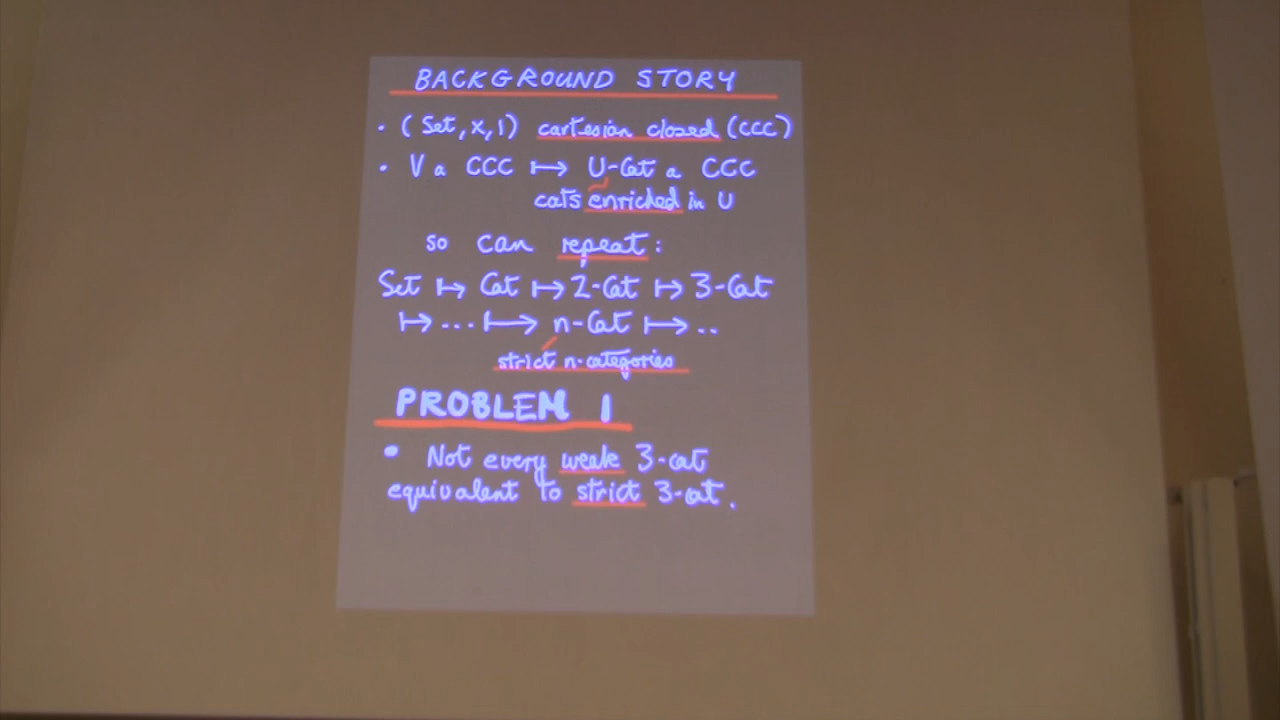 BACKGROUND STORY
• (Set, x, 1) cartesian closed (CCC)
• V a CCC ↦ U-Cat a CCC
cats enriched in U
so can repeat:
Set ↦ Cat ↦ 2-Cat ↦ 3-Cat
↦ ... ↦ n-Cat ↦ ..
strict n-categories
PROBLEM 1
• Not every weak 3-cat
equivalent to strict 3-cat.